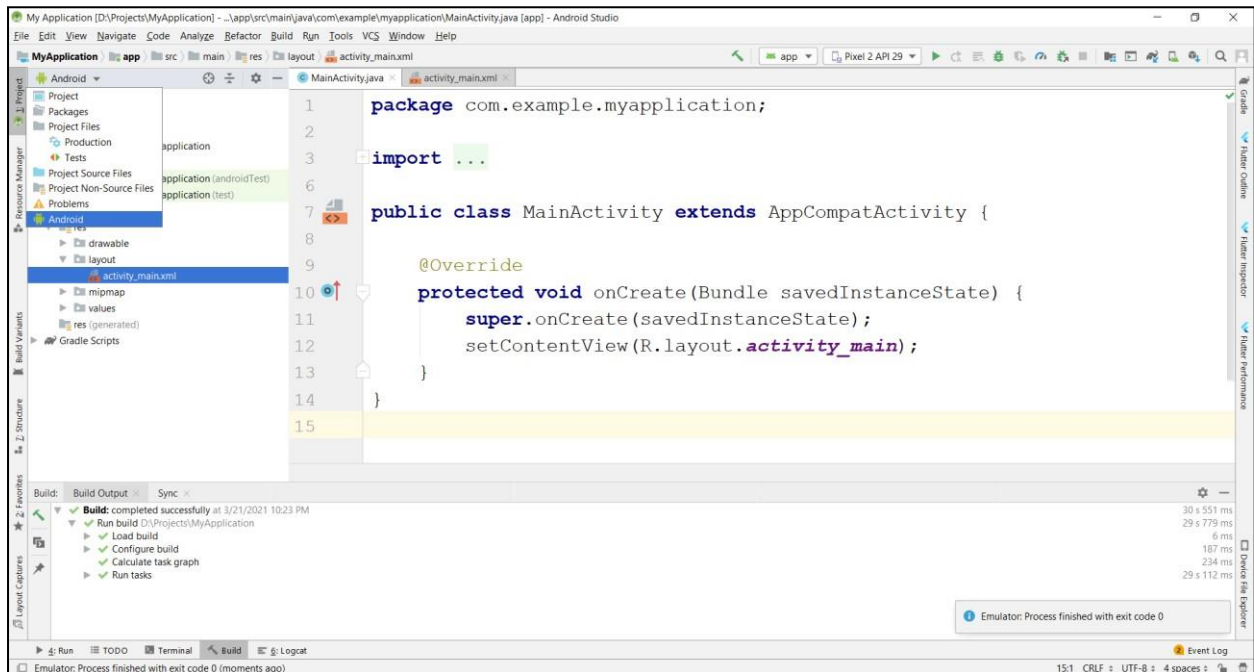 My Application [D:\Projects\MyApplication] - ...\app\src\main\java\com\example\myapplication\MainActivity.java [app] - Android Studio
File Edit View Navigate Code Analyze Refactor Build Run Tools VCS Window Help
MyApplication app src main res layout activity_main.xml
app Pixel 2 API 29
Android
MainActivity.java activity_main.xml
Project
Packages
Project Files
Production
Tests
Project Source Files
Project Non-Source Files
Problems
Android
application
application (androidTest)
application (test)
res
drawable
layout
activity_main.xml
mipmap
values
res (generated)
Gradle Scripts
1 package com.example.myapplication;
2
3 import ...
6
7 public class MainActivity extends AppCompatActivity {
8
9 @Override
10 protected void onCreate(Bundle savedInstanceState) {
11 super.onCreate(savedInstanceState);
12 setContentView(R.layout.activity_main);
13 }
14 }
15
1: Project
Resource Manager
Build Variants
Z: Structure
2: Favorites
Layout Captures
Gradle
Flutter Outline
Flutter Inspector
Flutter Performance
Device File Explorer
Build: Build Output Sync
Build: completed successfully at 3/21/2021 10:23 PM 30 s 551 ms
Run build D:\Projects\MyApplication 29 s 779 ms
Load build 6 ms
Configure build 187 ms
Calculate task graph 234 ms
Run tasks 29 s 112 ms
Emulator: Process finished with exit code 0
4: Run TODO Terminal Build 6: Logcat 2 Event Log
Emulator: Process finished with exit code 0 (moments ago) 15:1 CRLF UTF-8 4 spaces